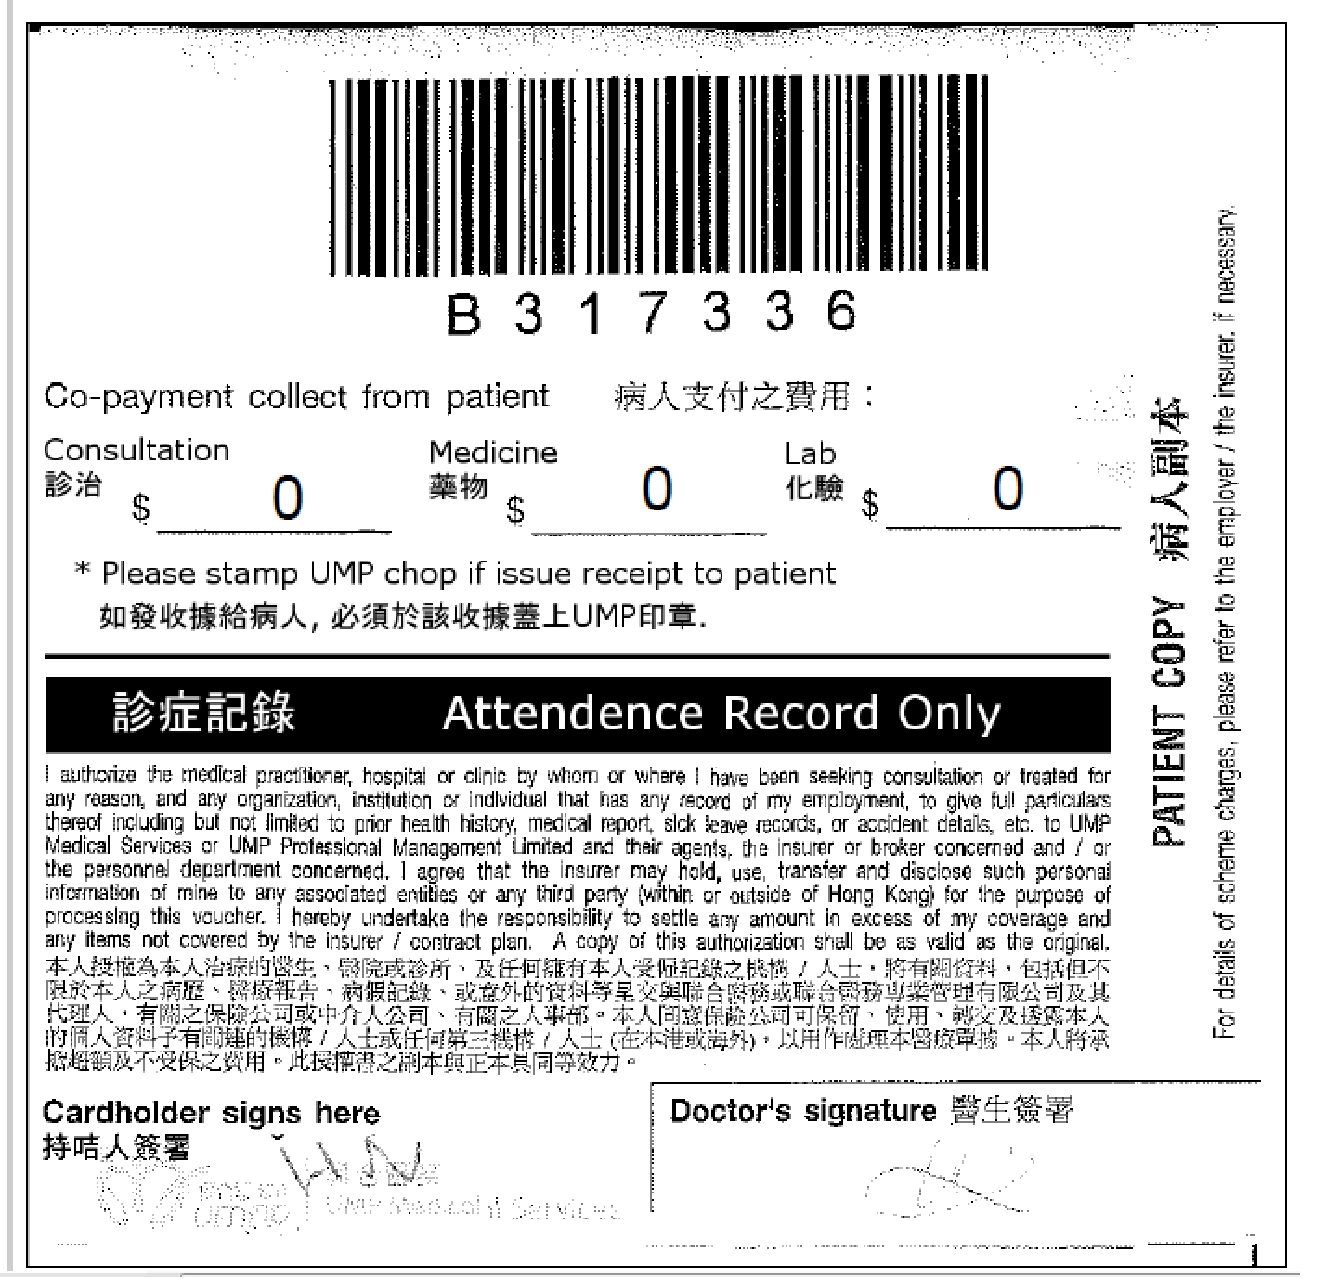 B 3 1 7 3 3 6
Co-payment collect from patient 病人支付之費用：
Consultation Medicine Lab
診治 $ 0 藥物 $ 0 化驗 $ 0
* Please stamp UMP chop if issue receipt to patient
如發收據給病人, 必須於該收據蓋上UMP印章.
診症記錄 Attendence Record Only
I authorize the medical practitioner, hospital or clinic by whom or where I have been seeking consultation or treated for
any reason, and any organization, institution or individual that has any record of my employment, to give full particulars
thereof including but not limited to prior health history, medical report, sick leave records, or accident details, etc. to UMP
Medical Services or UMP Professional Management Limited and their agents, the insurer or broker concerned and / or
the personnel department concerned. I agree that the insurer may hold, use, transfer and disclose such personal
information of mine to any associated entities or any third party (within or outside of Hong Kong) for the purpose of
processing this voucher. I hereby undertake the responsibility to settle any amount in excess of my coverage and
any items not covered by the insurer / contract plan. A copy of this authorization shall be as valid as the original.
本人授權為本人治療的醫生、醫院或診所、及任何擁有本人受僱記錄之機構 / 人士，將有關資料，包括但不
限於本人之病歷、醫療報告、病假記錄、或意外的資料等呈交與聯合醫務或聯合醫務專業管理有限公司及其
代理人，有關之保險公司或中介人公司、有關之人事部。本人同意保險公司可保留、使用、轉交及透露本人
的個人資料予有關連的機構 / 人士或任何第三機構 / 人士 (在本港或海外)，以用作處理本醫療單據。本人將承
擔超額及不受保之費用。此授權書之副本與正本具同等效力。
Cardholder signs here
持咭人簽署
HN
UMP Medical Services
Doctor's signature 醫生簽署
PATIENT COPY 病人副本
For details of scheme charges, please refer to the employer / the insurer, if necessary.